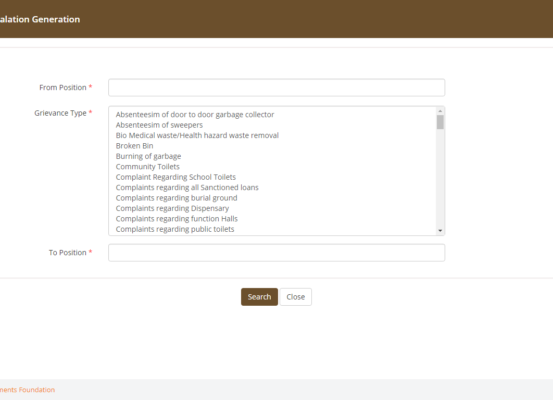 alation Generation
From Position *
Grievance Type *
Absenteesim of door to door garbage collector
Absenteesim of sweepers
Bio Medical waste/Health hazard waste removal
Broken Bin
Burning of garbage
Community Toilets
Complaint Regarding School Toilets
Complaints regarding all Sanctioned loans
Complaints regarding burial ground
Complaints regarding Dispensary
Complaints regarding function Halls
Complaints regarding public toilets
To Position *
Search Close
ments Foundation